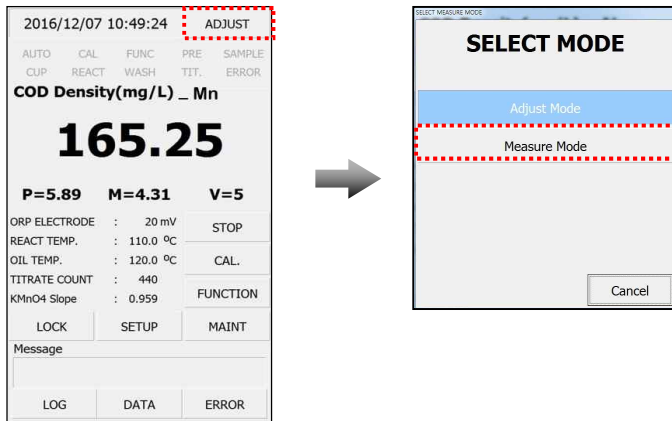 2016/12/07 10:49:24 ADJUST
AUTO CAL FUNC PRE SAMPLE
CUP REACT WASH TIT. ERROR
COD Density(mg/L) _ Mn
165.25
P=5.89 M=4.31 V=5
ORP ELECTRODE : 20 mV
REACT TEMP. : 110.0 ⁰C
OIL TEMP. : 120.0 ⁰C
TITRATE COUNT : 440
KMnO4 Slope : 0.959
STOP
CAL.
FUNCTION
LOCK SETUP MAINT
Message
LOG DATA ERROR
SELECT MEASURE MODE
SELECT MODE
Adjust Mode
Measure Mode
Cancel